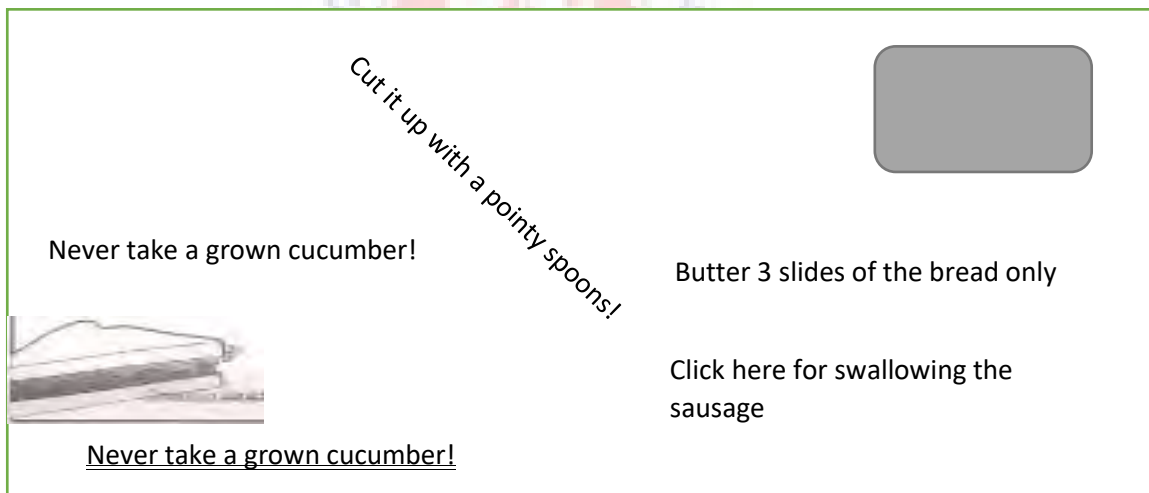 Cut it up with a pointy spoons!
Never take a grown cucumber!
Butter 3 slides of the bread only
Click here for swallowing the
sausage
Never take a grown cucumber!